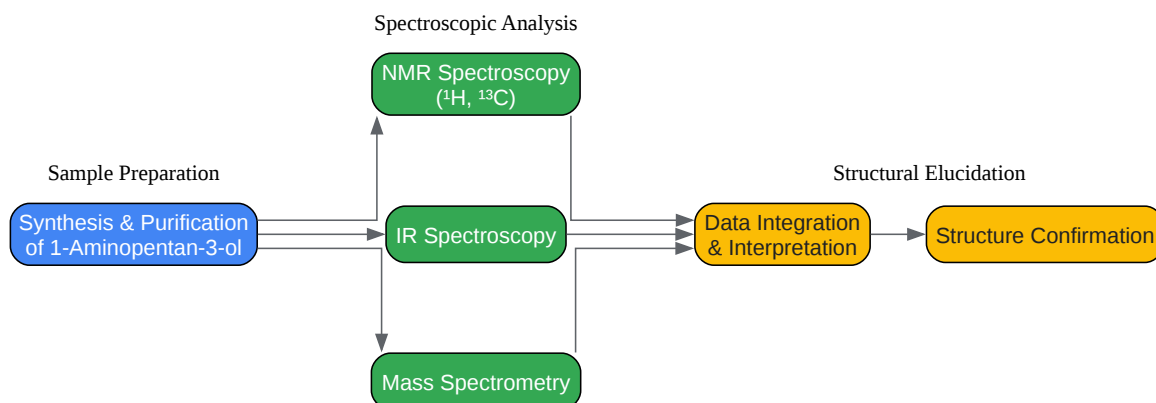 Spectroscopic Analysis
NMR Spectroscopy
(¹H, ¹³C)
Sample Preparation
Synthesis & Purification
of 1-Aminopentan-3-ol
IR Spectroscopy
Mass Spectrometry
Structural Elucidation
Data Integration
& Interpretation
Structure Confirmation